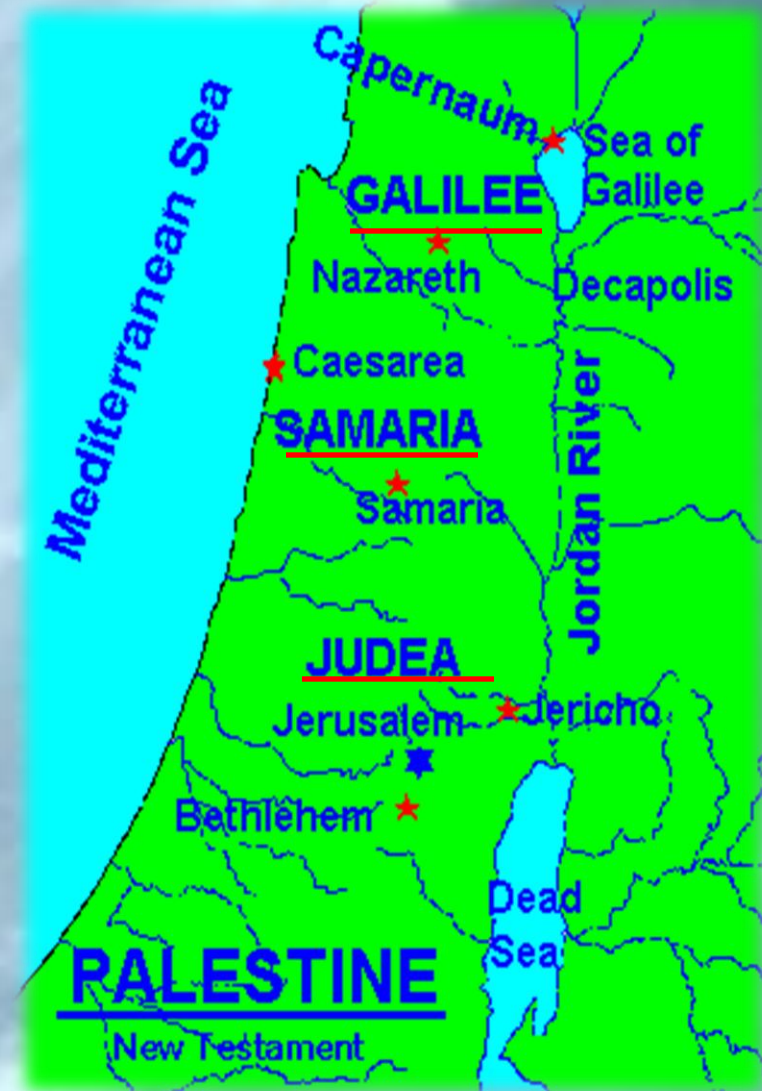 Capernaum
Mediterranean Sea
Sea of
Galilee
GALILEE
Nazareth
Decapolis
Caesarea
SAMARIA
Jordan River
Samaria
JUDEA
Jericho
Jerusalem
Bethlehem
Dead
Sea
PALESTINE
New Testament